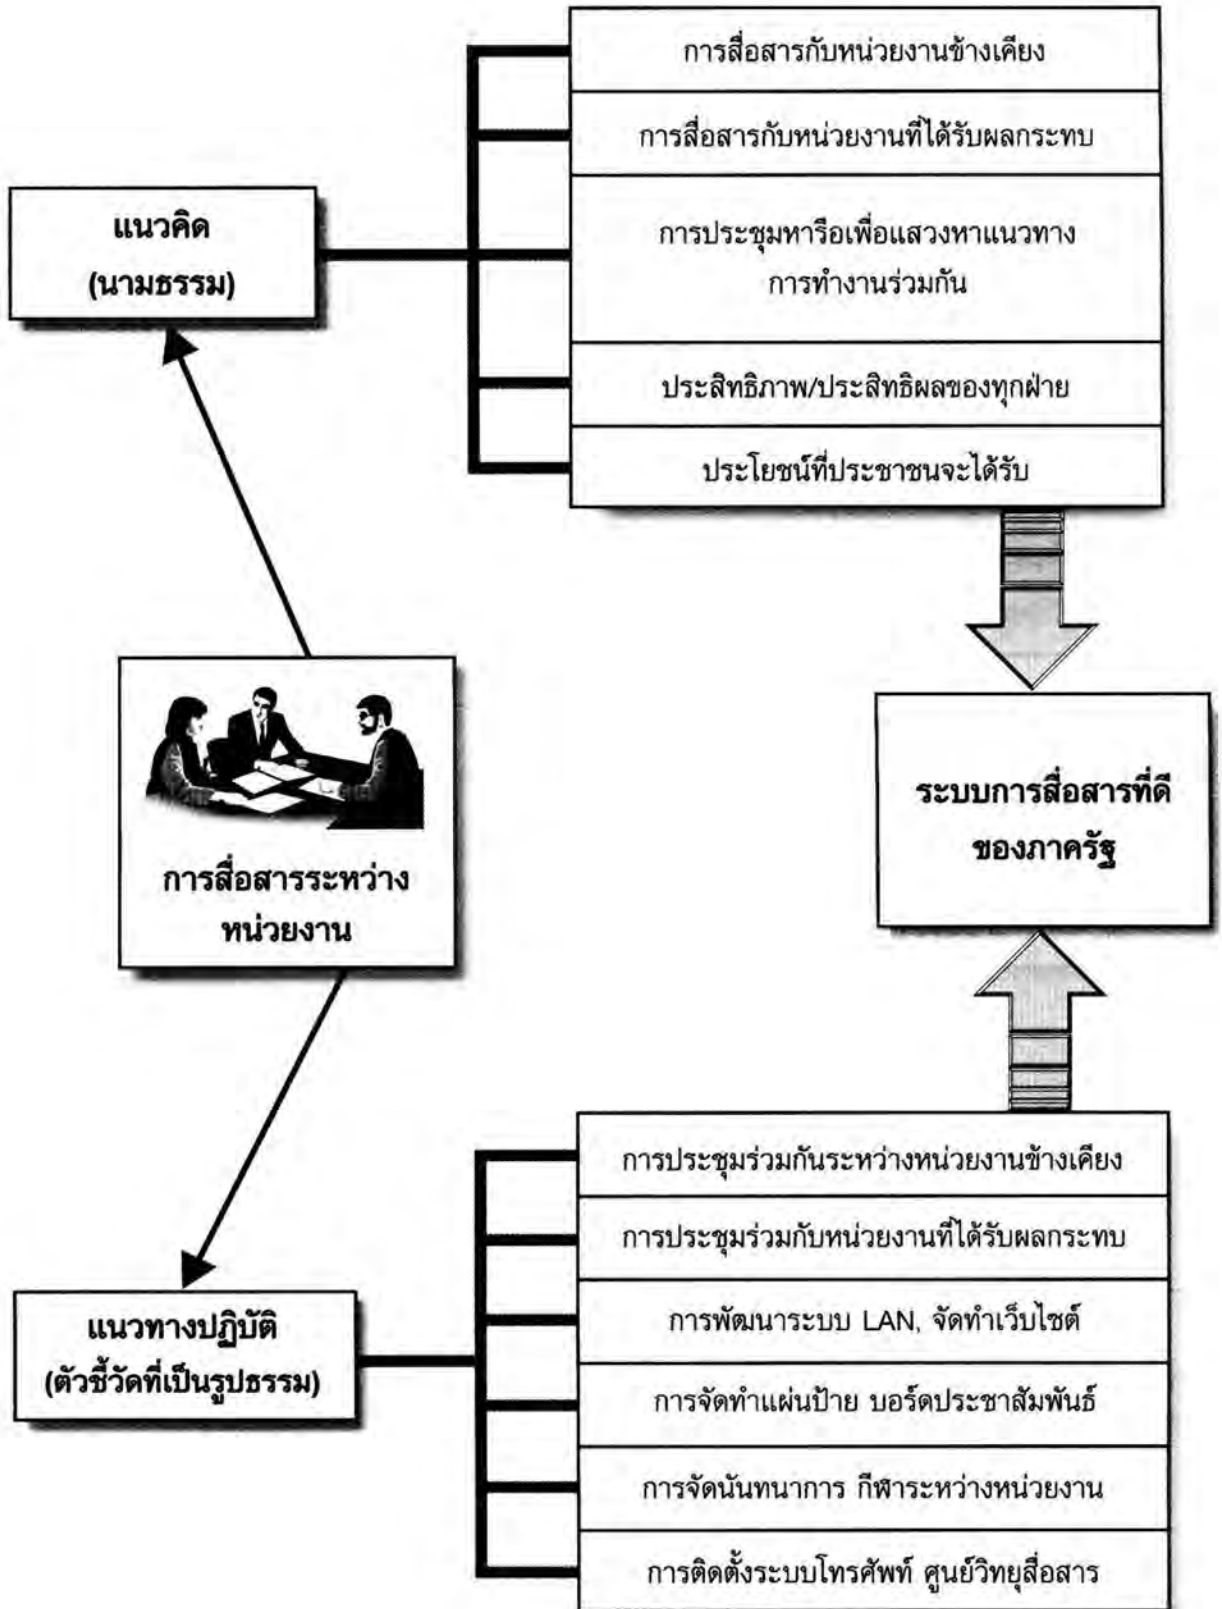 การสื่อสารกับหน่วยงานข้างเคียง
การสื่อสารกับหน่วยงานที่ได้รับผลกระทบ
แนวคิด
(นามธรรม)
การประชุมหารือเพื่อแสวงหาแนวทาง
การทำงานร่วมกัน
ประสิทธิภาพ/ประสิทธิผลของทุกฝ่าย
ประโยชน์ที่ประชาชนจะได้รับ
การสื่อสารระหว่าง
หน่วยงาน
ระบบการสื่อสารที่ดี
ของภาครัฐ
การประชุมร่วมกันระหว่างหน่วยงานข้างเคียง
การประชุมร่วมกับหน่วยงานที่ได้รับผลกระทบ
แนวทางปฏิบัติ
(ตัวชี้วัดที่เป็นรูปธรรม)
การพัฒนาระบบ LAN, จัดทำเว็บไซต์
การจัดทำแผ่นป้าย บอร์ดประชาสัมพันธ์
การจัดนันทนาการ กีฬาระหว่างหน่วยงาน
การติดตั้งระบบโทรศัพท์ ศูนย์วิทยุสื่อสาร